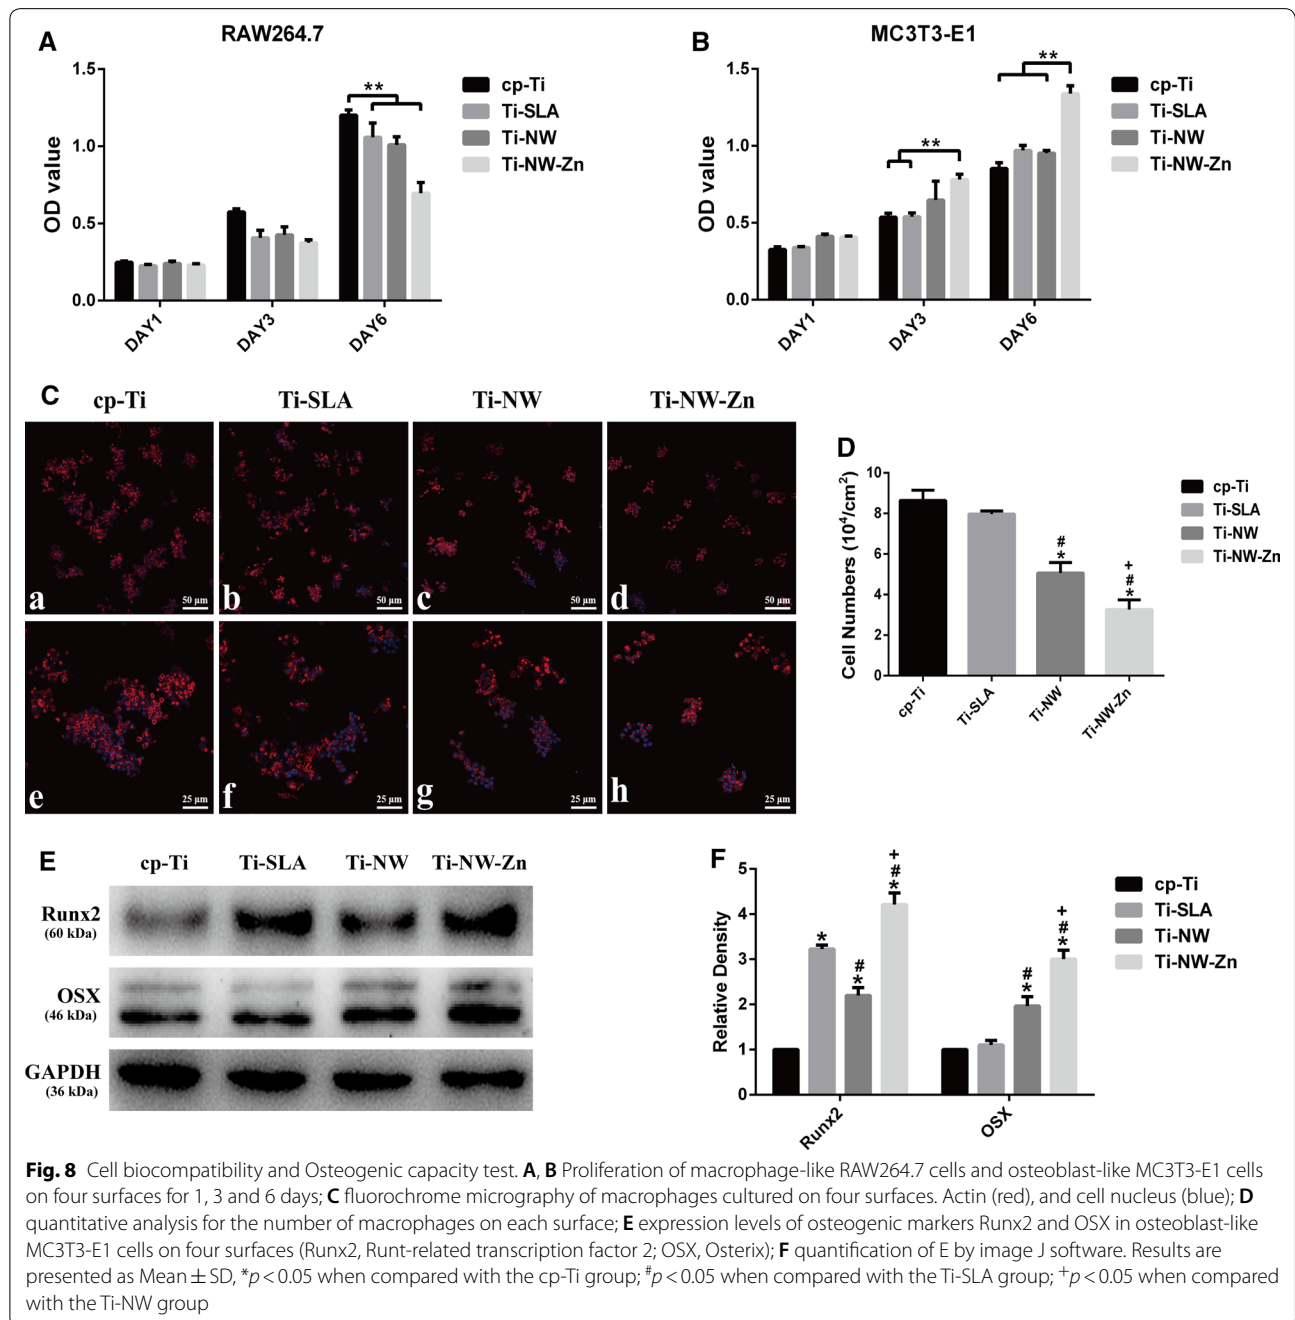 A
RAW264.7
OD value
1.5
1.0
0.5
0.0
DAY1
DAY3
DAY6
**
cp-Ti
Ti-SLA
Ti-NW
Ti-NW-Zn
B
MC3T3-E1
OD value
1.5
1.0
0.5
0.0
DAY1
DAY3
DAY6
**
**
cp-Ti
Ti-SLA
Ti-NW
Ti-NW-Zn
C
cp-Ti
Ti-SLA
Ti-NW
Ti-NW-Zn
a
50 μm
b
50 μm
c
50 μm
d
50 μm
e
25 μm
f
25 μm
g
25 μm
h
25 μm
D
Cell Numbers (10⁴/cm²)
10
8
6
4
2
0
cp-Ti
Ti-SLA
Ti-NW
Ti-NW-Zn
#
*
+
#
*
cp-Ti
Ti-SLA
Ti-NW
Ti-NW-Zn
E
cp-Ti
Ti-SLA
Ti-NW
Ti-NW-Zn
Runx2
(60 kDa)
OSX
(46 kDa)
GAPDH
(36 kDa)
F
Relative Density
5
4
3
2
1
0
Runx2
OSX
*
#
*
+
#
*
#
*
+
#
*
cp-Ti
Ti-SLA
Ti-NW
Ti-NW-Zn
Fig. 8 Cell biocompatibility and Osteogenic capacity test. A, B Proliferation of macrophage-like RAW264.7 cells and osteoblast-like MC3T3-E1 cells
on four surfaces for 1, 3 and 6 days; C fluorochrome micrography of macrophages cultured on four surfaces. Actin (red), and cell nucleus (blue); D
quantitative analysis for the number of macrophages on each surface; E expression levels of osteogenic markers Runx2 and OSX in osteoblast-like
MC3T3-E1 cells on four surfaces (Runx2, Runt-related transcription factor 2; OSX, Osterix); F quantification of E by image J software. Results are
presented as Mean ± SD, *p < 0.05 when compared with the cp-Ti group; #p < 0.05 when compared with the Ti-SLA group; +p < 0.05 when compared
with the Ti-NW group